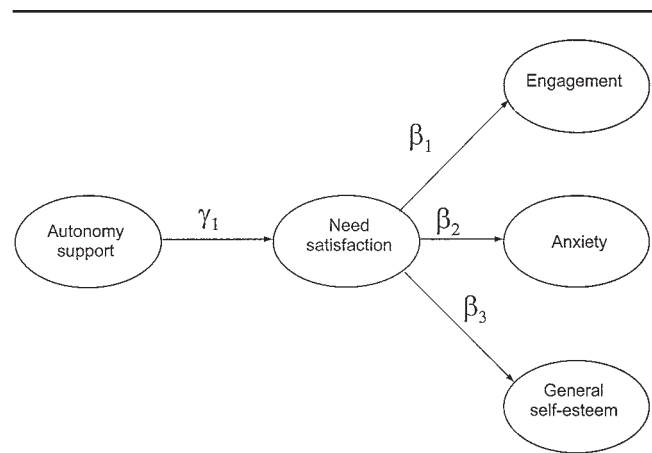 Engagement
β1
Autonomy
support
γ1
Need
satisfaction
β2
Anxiety
β3
General
self-esteem